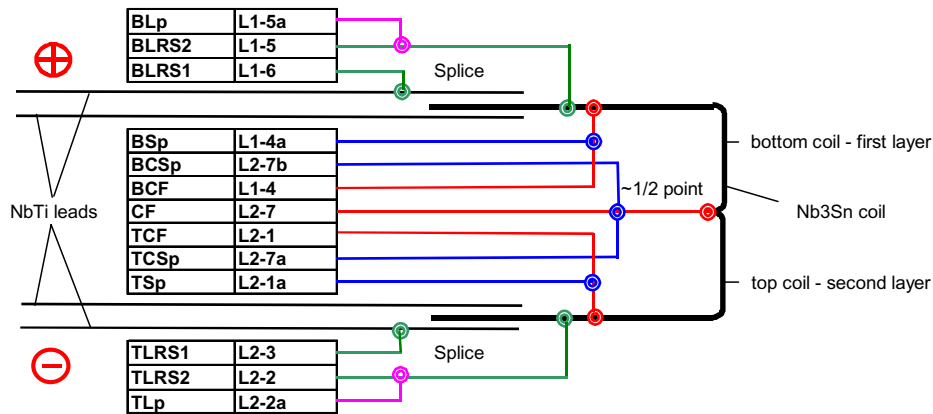 BLp L1-5a
BLRS2 L1-5
BLRS1 L1-6
Splice
BSp L1-4a
BCSp L2-7b
BCF L1-4
CF L2-7
TCF L2-1
TCSp L2-7a
TSp L2-1a
NbTi leads
~1/2 point
bottom coil - first layer
Nb3Sn coil
top coil - second layer
TLRS1 L2-3
TLRS2 L2-2
TLp L2-2a
Splice